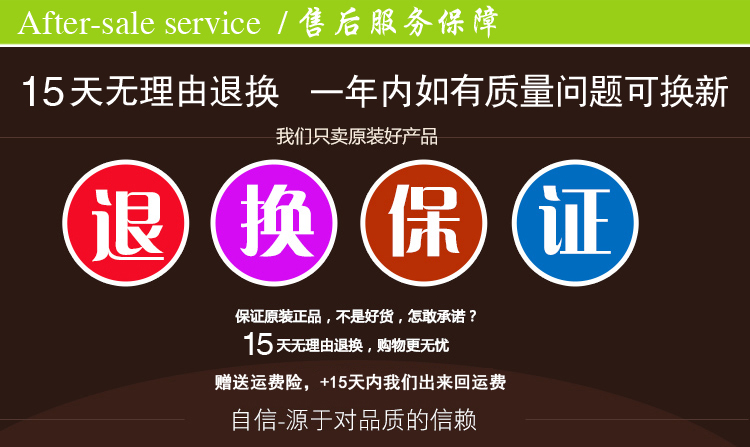 After-sale service / 售后服务保障
15天无理由退换 一年内如有质量问题可换新
我们只卖原装好产品
退 换 保 证
保证原装正品，不是好货，怎敢承诺？
15天无理由退换，购物更无忧
赠送运费险，+15天内我们出来回运费
自信-源于对品质的信赖